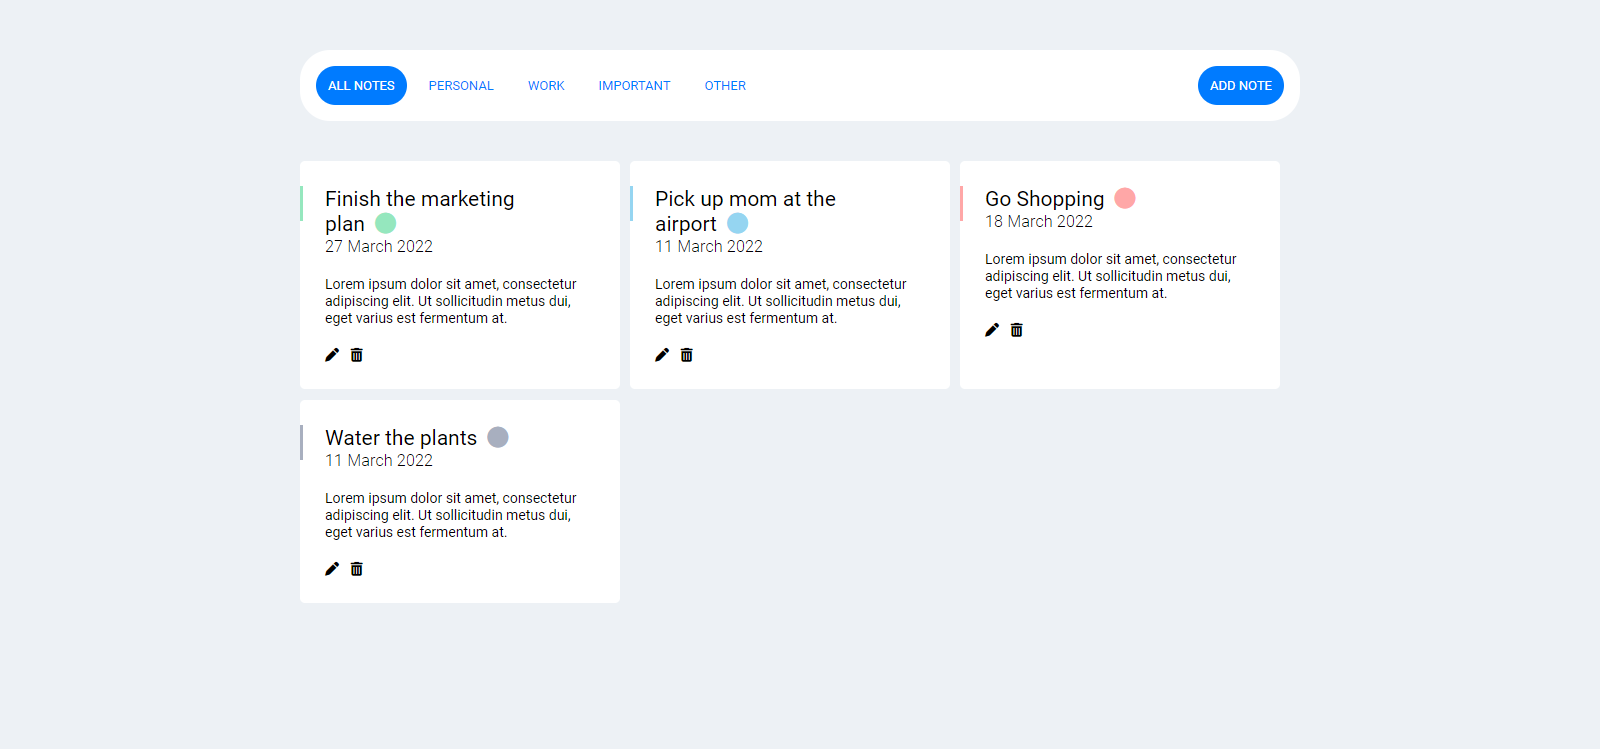 ALL NOTES PERSONAL WORK IMPORTANT OTHER ADD NOTE
Finish the marketing
plan
27 March 2022
Lorem ipsum dolor sit amet, consectetur
adipiscing elit. Ut sollicitudin metus dui,
eget varius est fermentum at.
Pick up mom at the
airport
11 March 2022
Lorem ipsum dolor sit amet, consectetur
adipiscing elit. Ut sollicitudin metus dui,
eget varius est fermentum at.
Go Shopping
18 March 2022
Lorem ipsum dolor sit amet, consectetur
adipiscing elit. Ut sollicitudin metus dui,
eget varius est fermentum at.
Water the plants
11 March 2022
Lorem ipsum dolor sit amet, consectetur
adipiscing elit. Ut sollicitudin metus dui,
eget varius est fermentum at.